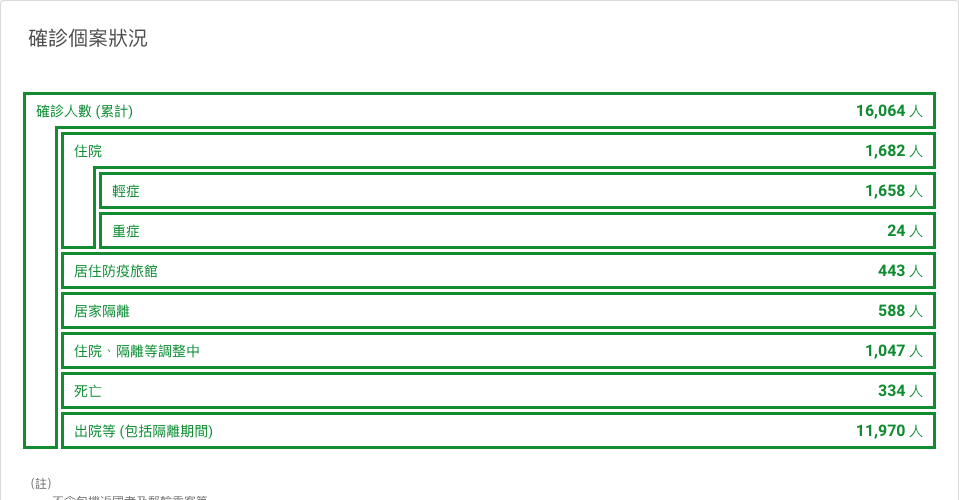 確診個案狀況
確診人數 (累計) 16,064 人
住院 1,682 人
輕症 1,658 人
重症 24 人
居住防疫旅館 443 人
居家隔離 588 人
住院、隔離等調整中 1,047 人
死亡 334 人
出院等 (包括隔離期間) 11,970 人
(註)